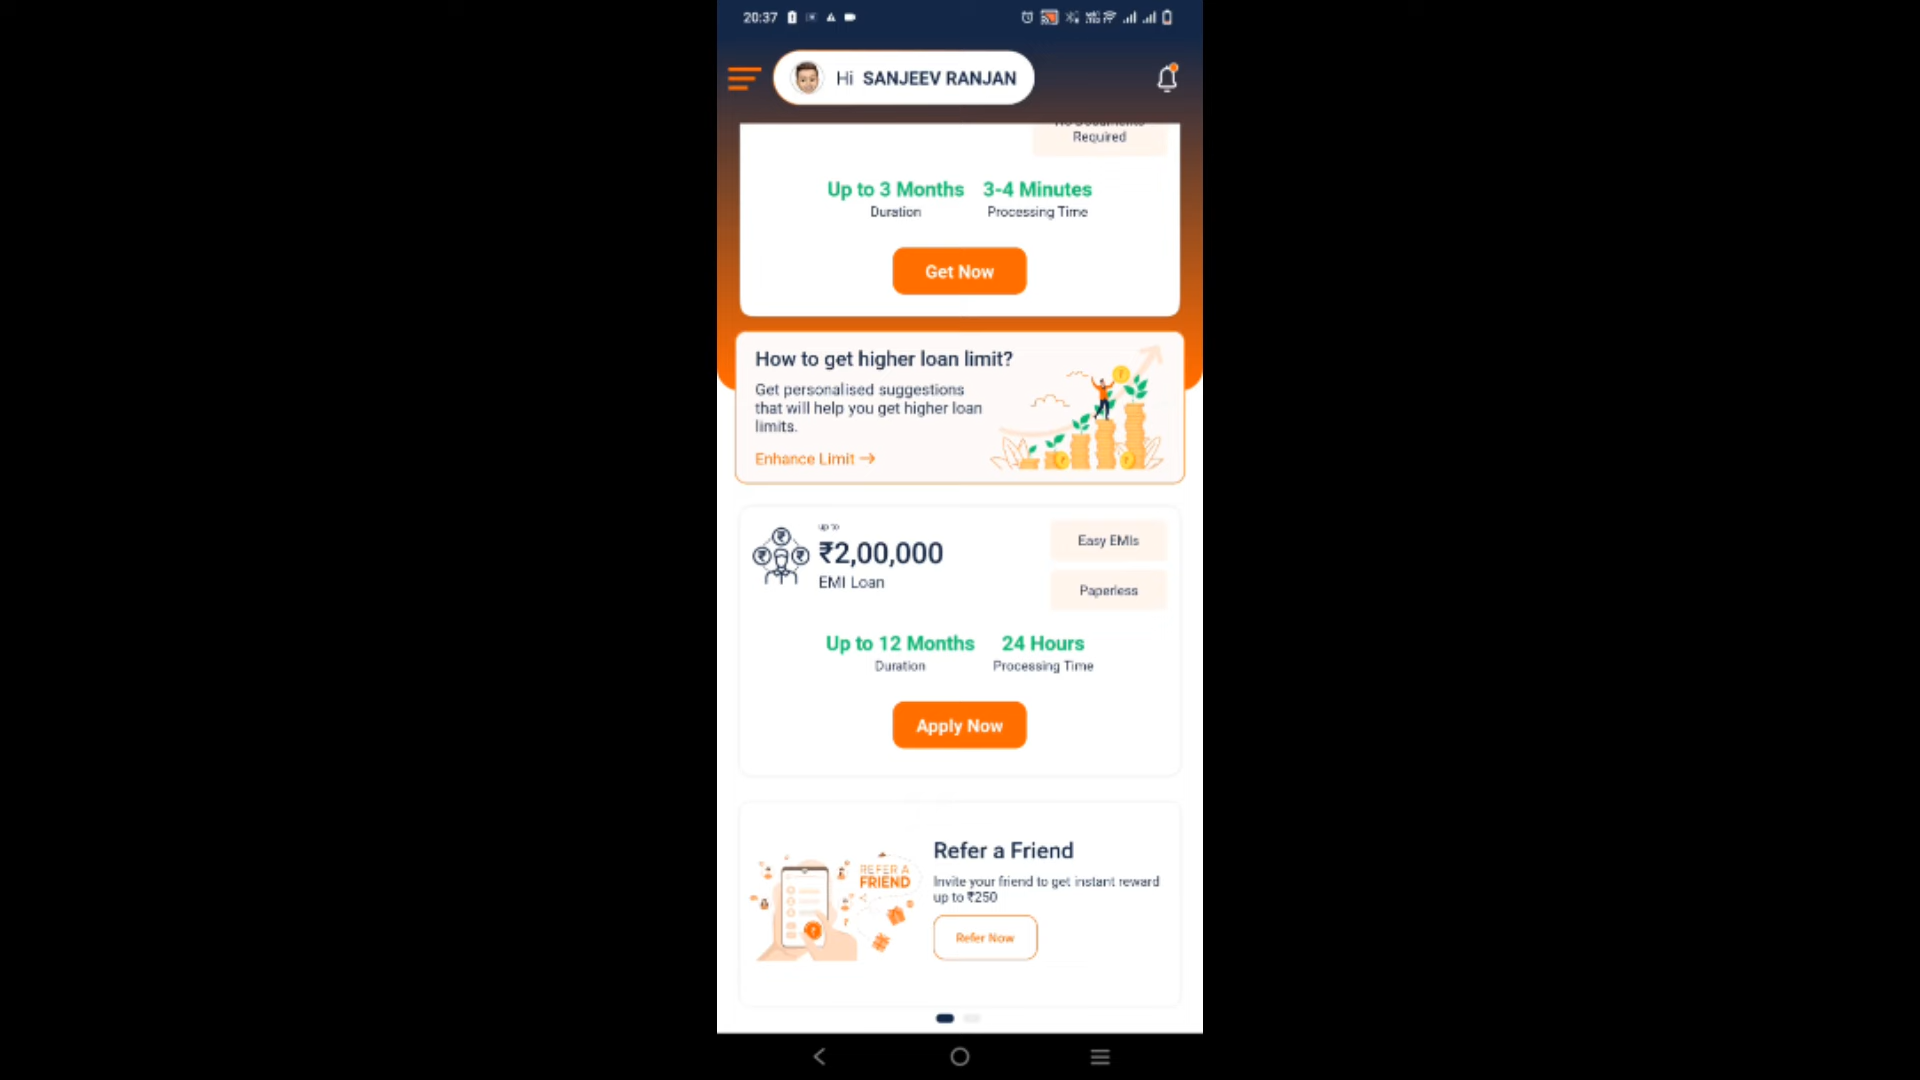 20:37
Hi SANJEEV RANJAN
Required
Up to 3 Months
Duration
3-4 Minutes
Processing Time
Get Now
How to get higher loan limit?
Get personalised suggestions
that will help you get higher loan
limits.
Enhance Limit →
up to
₹2,00,000
EMI Loan
Easy EMIs
Paperless
Up to 12 Months
Duration
24 Hours
Processing Time
Apply Now
REFER A
FRIEND
Refer a Friend
Invite your friend to get instant reward
up to ₹250
Refer Now